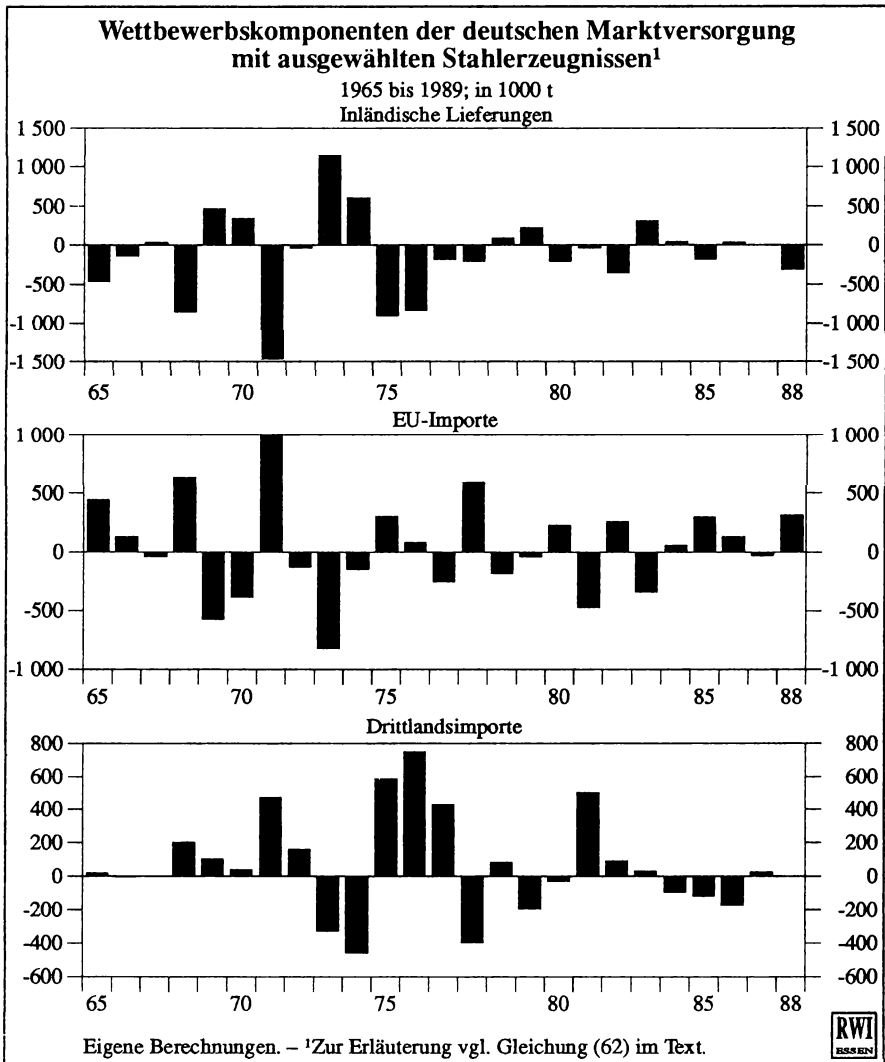 Wettbewerbskomponenten der deutschen Marktversorgung
mit ausgewählten Stahlerzeugnissen¹
1965 bis 1989; in 1000 t
Inländische Lieferungen
1 500 1 500
1 000 1 000
500 500
0 0
-500 -500
-1 000 -1 000
-1 500 -1 500
65 70 75 80 85 88
EU-Importe
1 000 1 000
500 500
0 0
-500 -500
-1 000 -1 000
65 70 75 80 85 88
Drittlandsimporte
800 800
600 600
400 400
200 200
0 0
-200 -200
-400 -400
-600 -600
65 70 75 80 85 88
Eigene Berechnungen. – ¹Zur Erläuterung vgl. Gleichung (62) im Text.
RWI
ESSEN